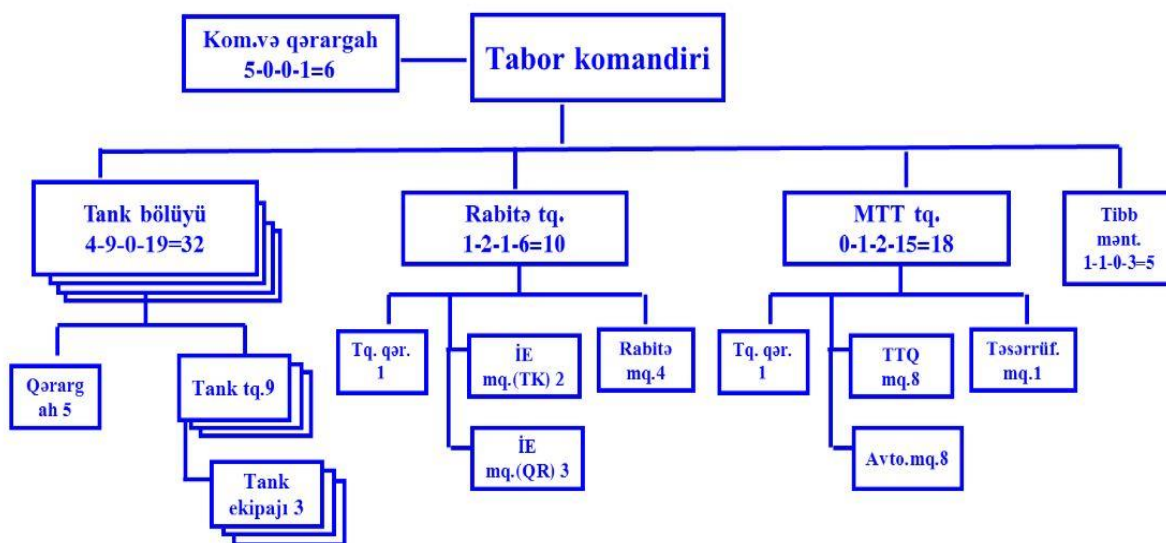 Kom.və qərargah
5-0-0-1=6
Tabor komandiri
Tank bölüyü
4-9-0-19=32
Rabitə tq.
1-2-1-6=10
MTT tq.
0-1-2-15=18
Tibb
mənt.
1-1-0-3=5
Qərarg
ah 5
Tank tq.9
Tank
ekipajı 3
Tq. qər.
1
İE
mq.(TK) 2
Rabitə
mq.4
İE
mq.(QR) 3
Tq. qər.
1
TTQ
mq.8
Təsərrüf.
mq.1
Avto.mq.8